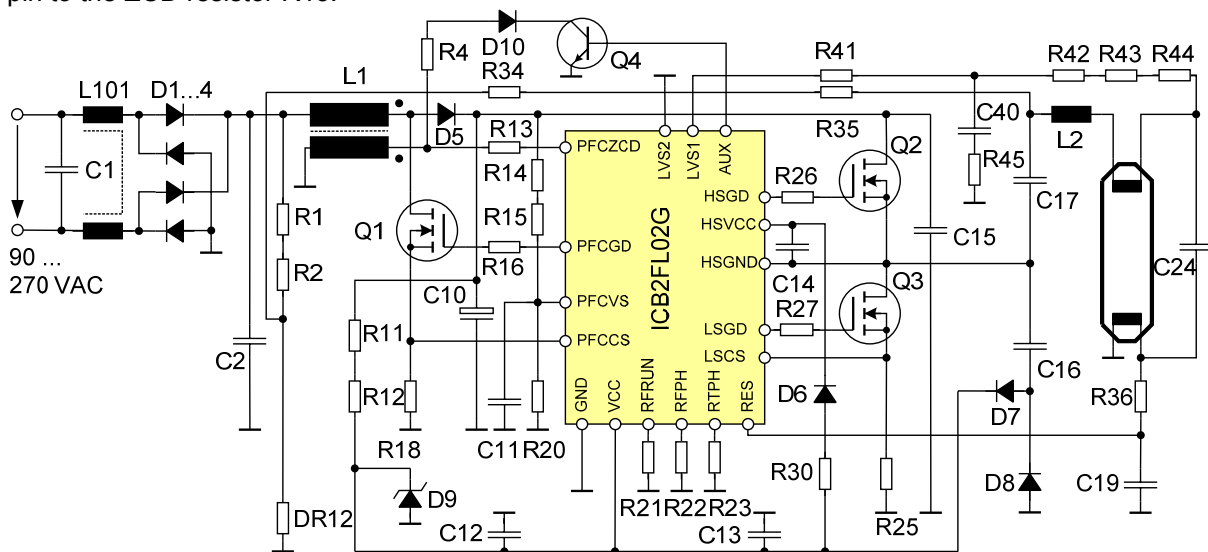 pin to the ESD resistor R10.
D10
R4
Q4
R41
R42
R43
R44
L101
D1...4
L1
R34
D5
R13
R35
C40
Q2
L2
C1
PFCZCD
LVS2
LVS1
AUX
R14
R26
R45
HSGD
C17
R1
Q1
R15
HSVCC
PFCGD
ICB2FL02G
C15
C14
HSGND
90 ...
270 VAC
R2
R16
Q3
C24
C10
PFCVS
R27
LSGD
R11
PFCCS
LSCS
C2
C16
R12
GND
VCC
RFRUN
RFPH
RTPH
RES
D6
D7
R36
R18
C11
R20
R30
D8
C19
D9
R21
R22
R23
R25
DR12
C12
C13